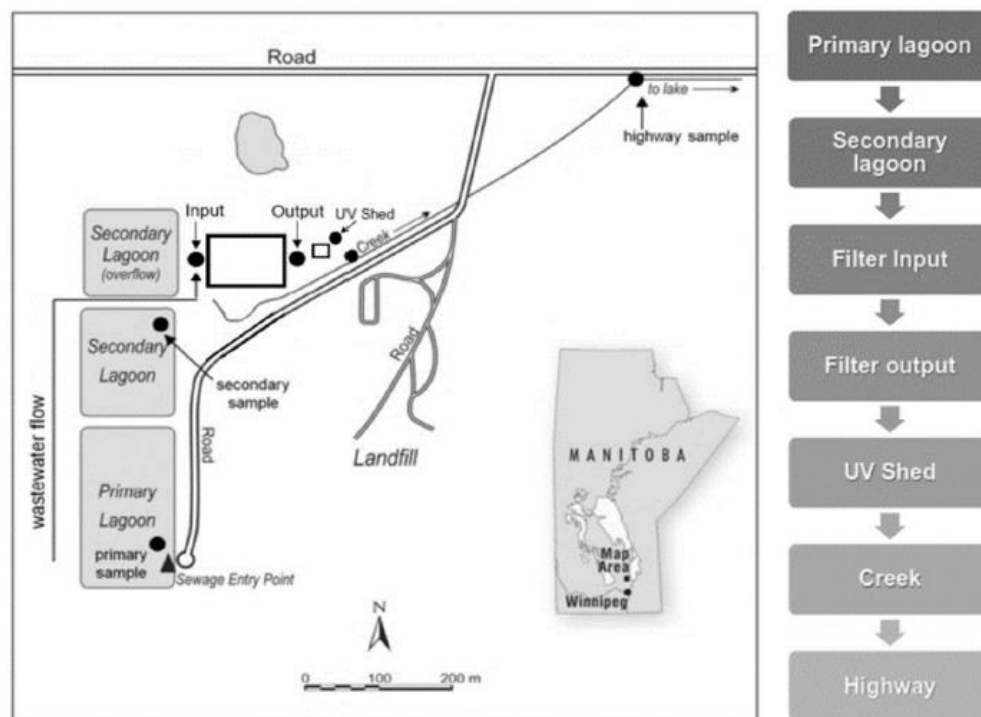 Road
to lake
highway sample
Input
Output
UV Shed
Creek
Secondary
Lagoon
(overflow)
Secondary
Lagoon
secondary
sample
Road
Road
Landfill
wastewater flow
Primary
Lagoon
primary
sample
Sewage Entry Point
N
0 100 200 m
MANITOBA
Map
Area
Winnipeg
Primary lagoon
Secondary
lagoon
Filter Input
Filter output
UV Shed
Creek
Highway